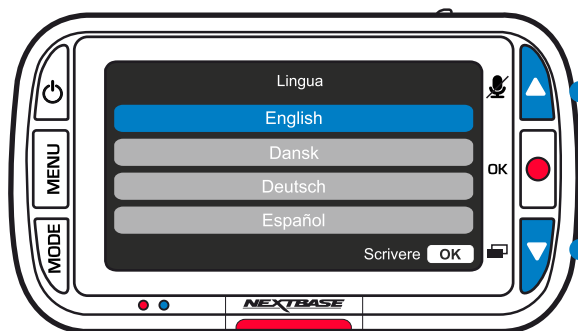 Lingua
English
Dansk
Deutsch
Español
Scrivere OK
MENU
MODE
OK
NEXTBASE